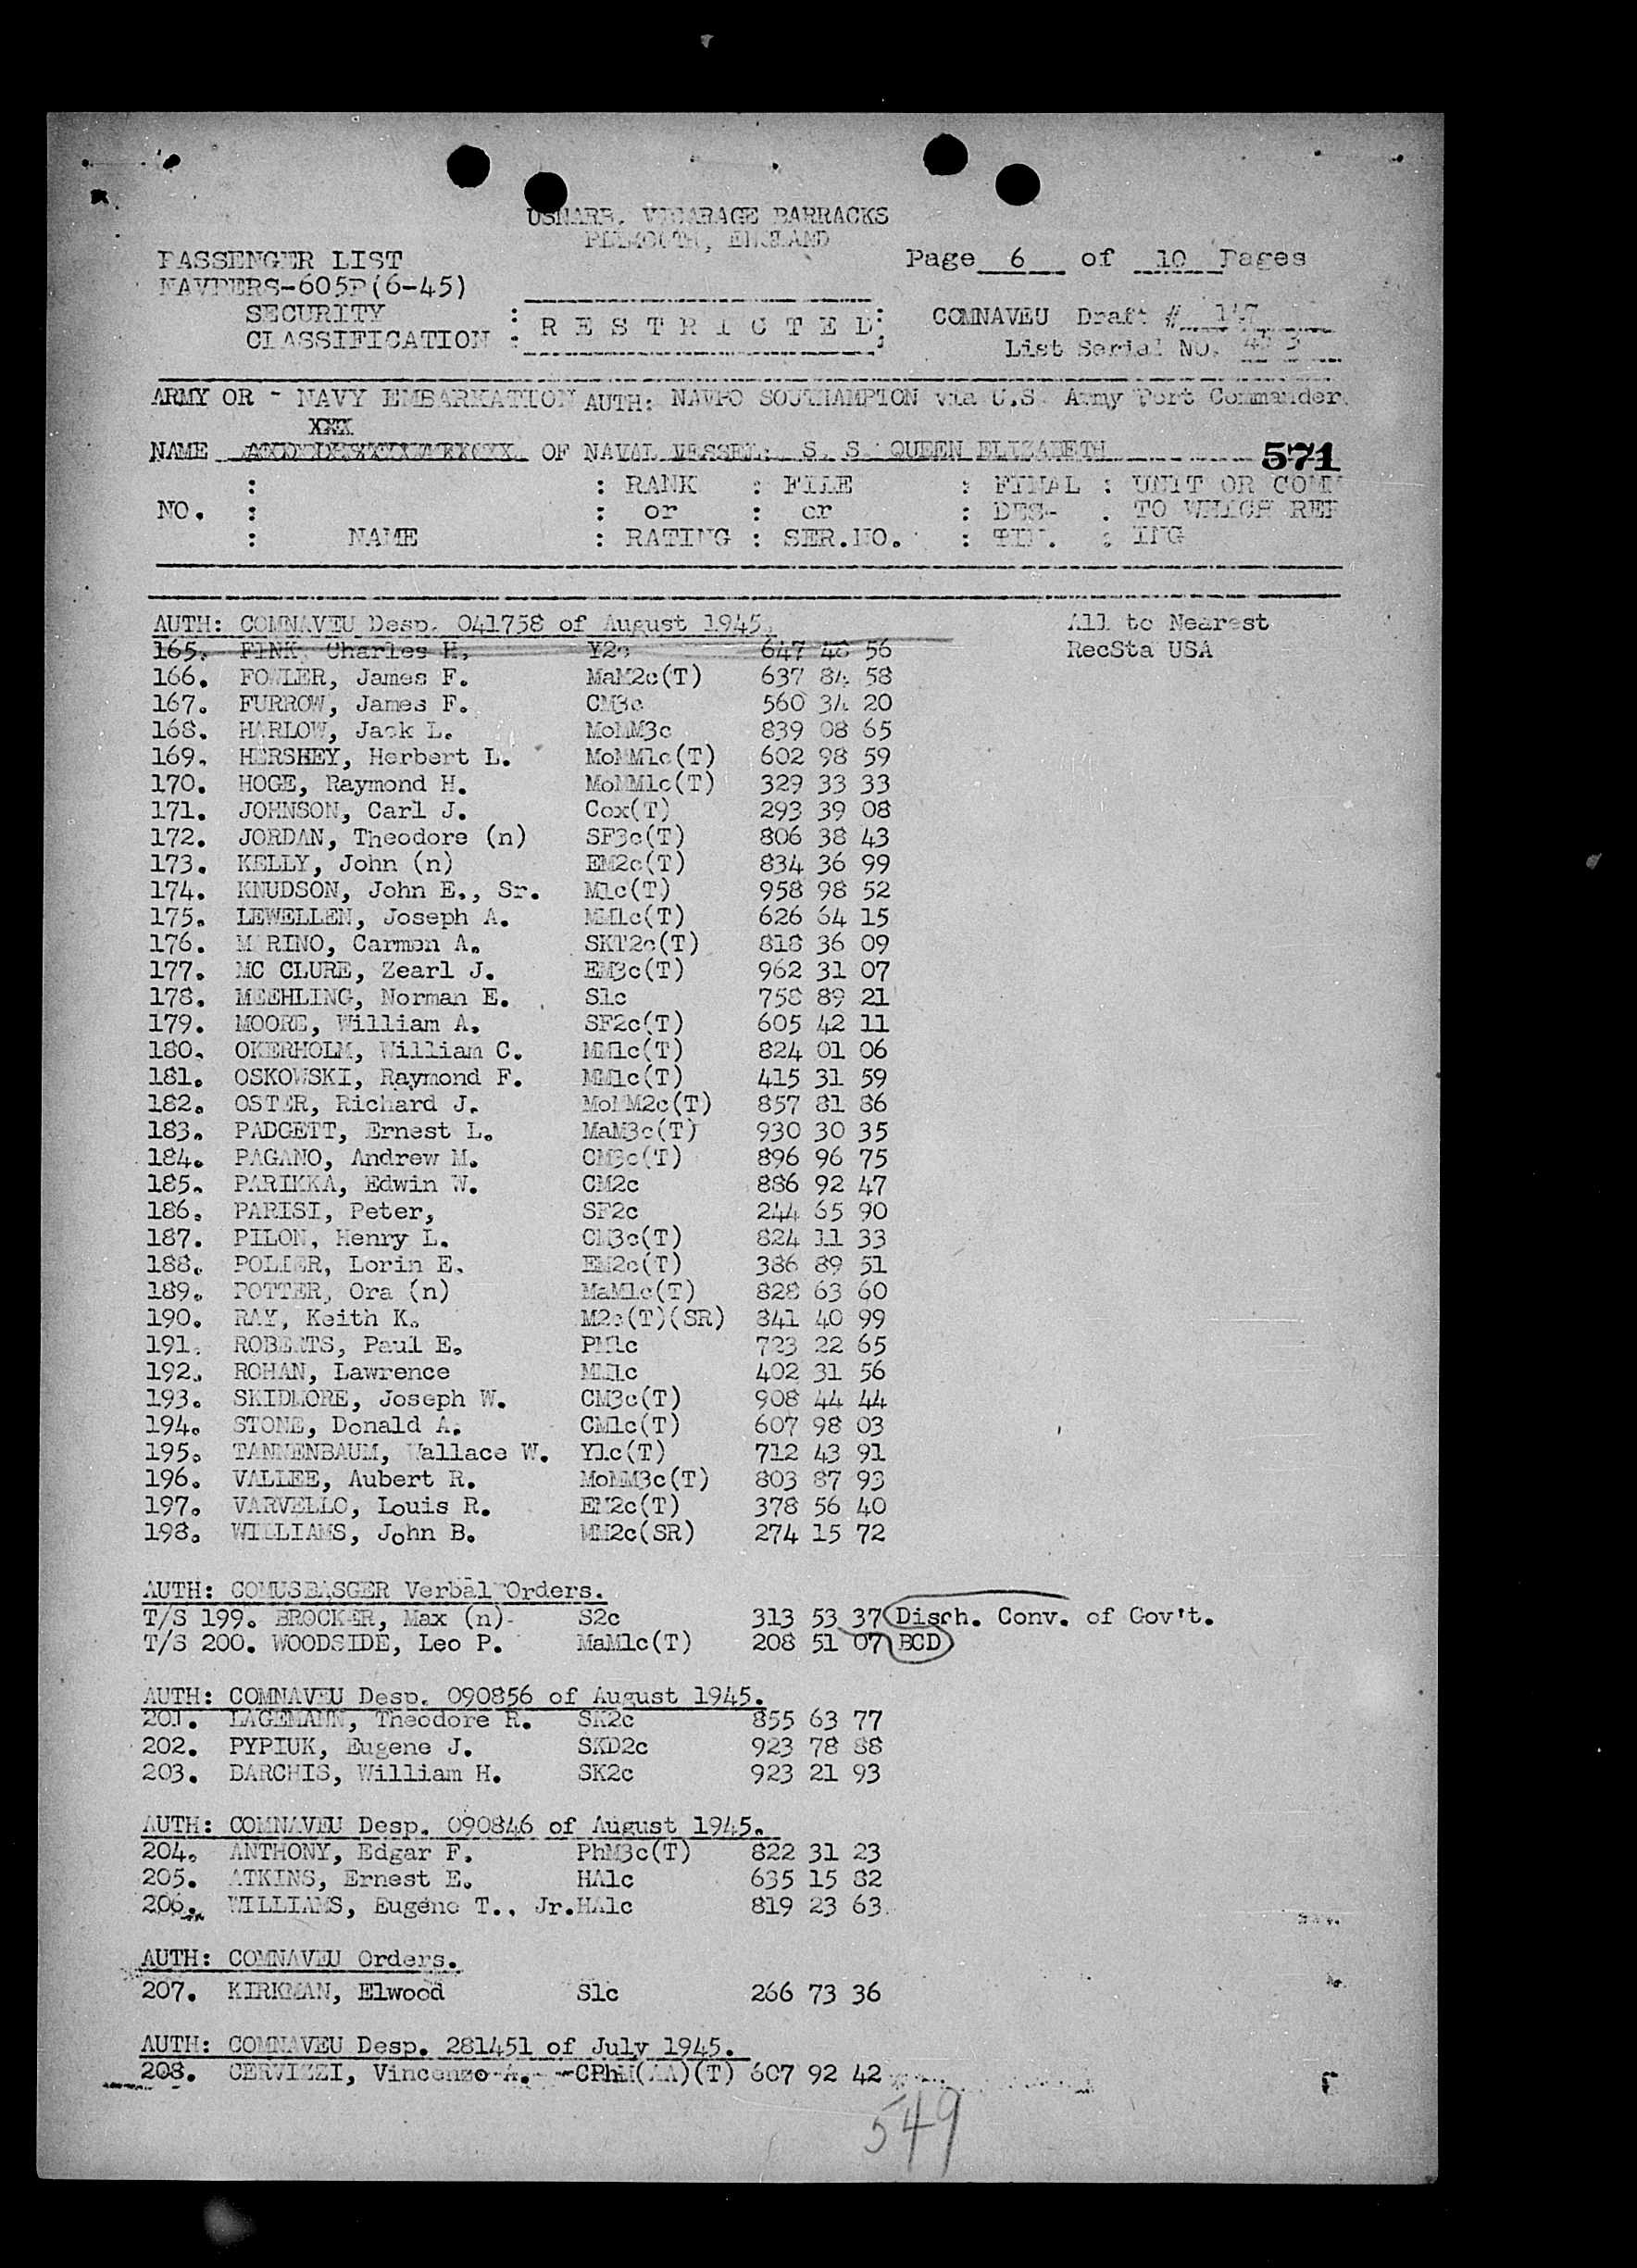 USNARB, VICARAGE BARRACKS
PLYMOUTH, ENGLAND
PASSENGER LIST Page 6 of 10 Pages
NAVPERS-605P(6-45)
SECURITY : R E S T R I C T E D : COMNAVEU Draft # 147
CLASSIFICATION : List Serial NO.
ARMY OR - NAVY EMBARKATION AUTH: NAVPO SOUTHAMPTON via U.S. Army Port Commander
XXX
NAME OF NAVAL VESSEL: S. S. QUEEN ELIZABETH 571
: : RANK : FILE : FINAL : UNIT OR COM
NO. : : or : or : DES- . TO WHICH REP
: NAME : RATING : SER.NO. : TIN. : ING
AUTH: COMNAVEU Desp. 041758 of August 1945. All to Nearest
165. FINK, Charles H. Y2c 647 48 56 RecSta USA
166. FOWLER, James F. MaM2c(T) 637 84 58
167. FURROW, James F. CM3c 560 34 20
168. HARLOW, Jack L. MoMM3c 839 08 65
169. HERSHEY, Herbert L. MoMM1c(T) 602 98 59
170. HOGE, Raymond H. MoMM1c(T) 329 33 33
171. JOHNSON, Carl J. Cox(T) 293 39 08
172. JORDAN, Theodore (n) SF3c(T) 806 38 43
173. KELLY, John (n) EM2c(T) 834 36 99
174. KNUDSON, John E., Sr. M1c(T) 958 98 52
175. LEWELLEN, Joseph A. MM1c(T) 626 64 15
176. MARINO, Carmen A. SKT2c(T) 818 36 09
177. MC CLURE, Zearl J. EM3c(T) 962 31 07
178. MEEHLING, Norman E. S1c 758 89 21
179. MOORE, William A. SF2c(T) 605 42 11
180. OKERHOLM, William C. MM1c(T) 824 01 06
181. OSKOWSKI, Raymond F. MM1c(T) 415 31 59
182. OSTER, Richard J. MoMM2c(T) 857 81 86
183. PADGETT, Ernest L. MaM3c(T) 930 30 35
184. PAGANO, Andrew M. CM3c(T) 896 96 75
185. PARIKKA, Edwin W. CM2c 886 92 47
186. PARISI, Peter, SF2c 244 65 90
187. PILON, Henry L. CM3c(T) 824 11 33
188. POLIER, Lorin E. EM2c(T) 386 89 51
189. POTTER, Ora (n) MaM1c(T) 828 63 60
190. RAY, Keith K. M2c(T)(SR) 841 40 99
191. ROBERTS, Paul E. PM1c 723 22 65
192. ROHAN, Lawrence MM1c 402 31 56
193. SKIDMORE, Joseph W. CM3c(T) 908 44 44
194. STONE, Donald A. CM1c(T) 607 98 03
195. TANNENBAUM, Wallace W. Y1c(T) 712 43 91
196. VALLEE, Aubert R. MoMM3c(T) 803 87 93
197. VARVELLO, Louis R. EM2c(T) 378 56 40
198. WILLIAMS, John B. MM2c(SR) 274 15 72
AUTH: COMUSBASGER Verbal Orders.
T/S 199. BROCKER, Max (n) S2c 313 53 37 Disch. Conv. of Gov't.
T/S 200. WOODSIDE, Leo P. MaM1c(T) 208 51 07 BCD
AUTH: COMNAVEU Desp. 090856 of August 1945.
201. LAGEMANN, Theodore R. SK2c 855 63 77
202. PYPIUK, Eugene J. SKD2c 923 78 88
203. BARCHIS, William H. SK2c 923 21 93
AUTH: COMNAVEU Desp. 090846 of August 1945.
204. ANTHONY, Edgar F. PhM3c(T) 822 31 23
205. ATKINS, Ernest E. HA1c 635 15 82
206. WILLIAMS, Eugene T., Jr. HA1c 819 23 63
AUTH: COMNAVEU Orders.
207. KIRKMAN, Elwood S1c 266 73 36
AUTH: COMNAVEU Desp. 281451 of July 1945.
208. CERVIZZI, Vincenzo A. CPhM(AA)(T) 607 92 42
549